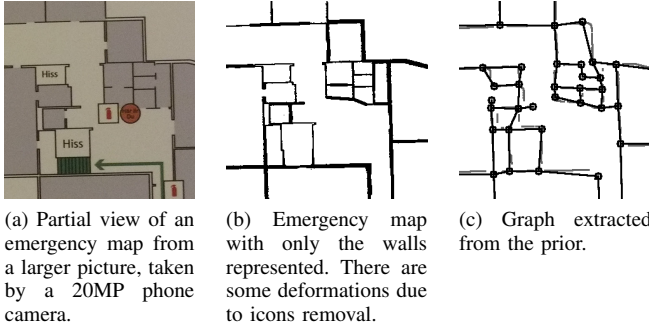 Hiss
Hiss
(a) Partial view of an
emergency map from
a larger picture, taken
by a 20MP phone
camera.
(b) Emergency map
with only the walls
represented. There are
some deformations due
to icons removal.
(c) Graph extracted
from the prior.